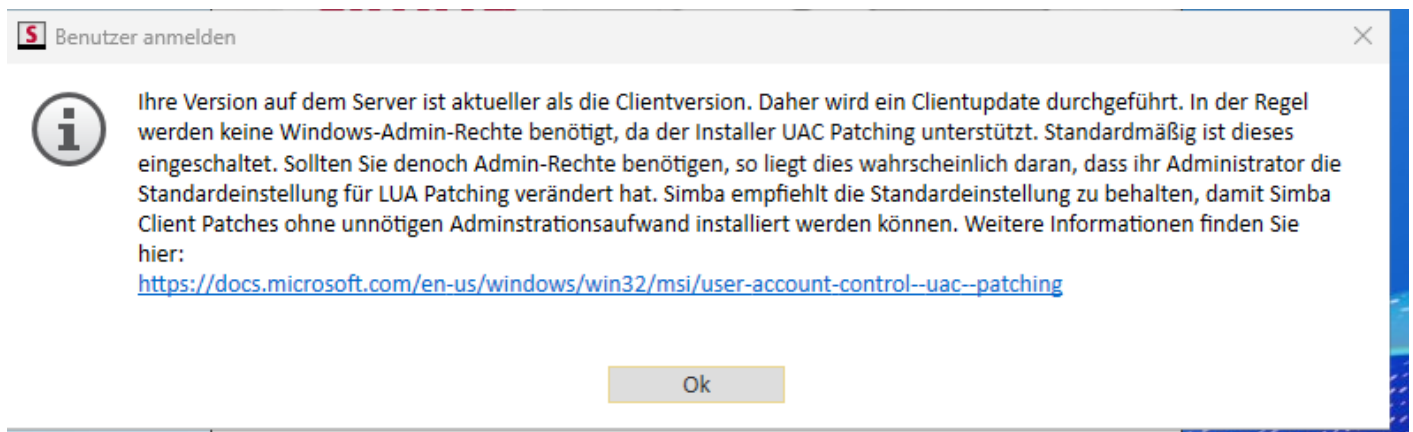 S Benutzer anmelden
Ihre Version auf dem Server ist aktueller als die Clientversion. Daher wird ein Clientupdate durchgeführt. In der Regel
werden keine Windows-Admin-Rechte benötigt, da der Installer UAC Patching unterstützt. Standardmäßig ist dieses
eingeschaltet. Sollten Sie denoch Admin-Rechte benötigen, so liegt dies wahrscheinlich daran, dass ihr Administrator die
Standardeinstellung für LUA Patching verändert hat. Simba empfiehlt die Standardeinstellung zu behalten, damit Simba
Client Patches ohne unnötigen Adminstrationsaufwand installiert werden können. Weitere Informationen finden Sie
hier:
https://docs.microsoft.com/en-us/windows/win32/msi/user-account-control--uac--patching
Ok